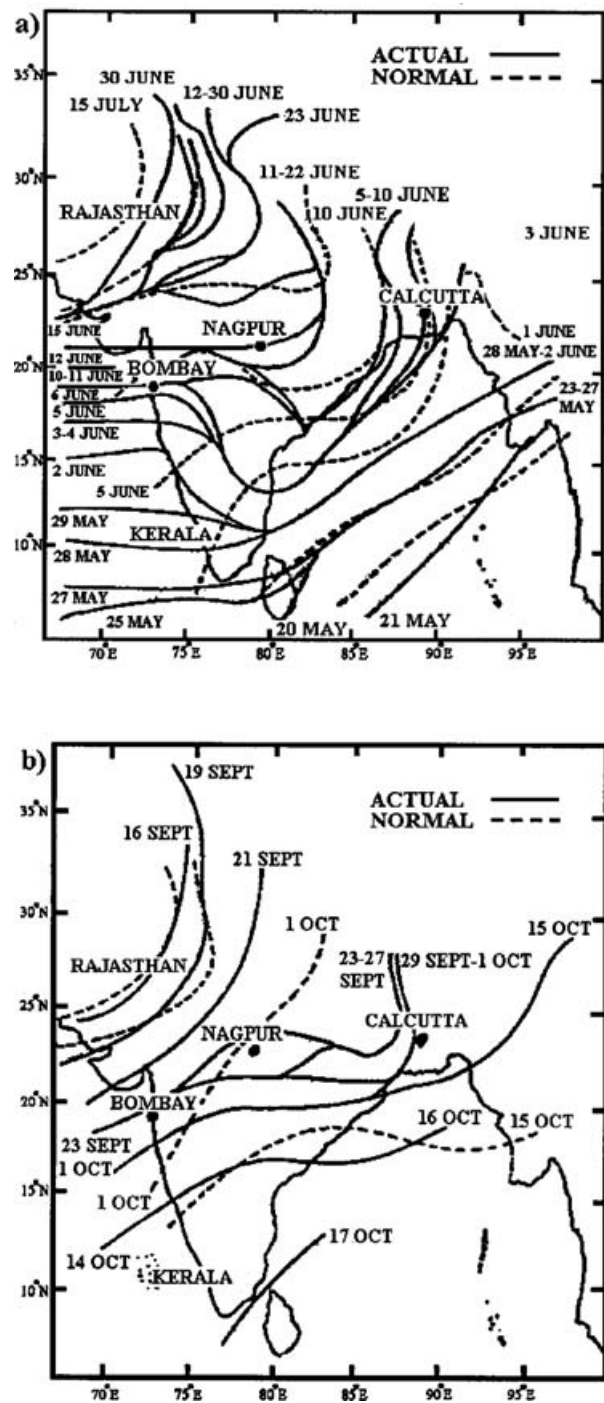 a)
ACTUAL
NORMAL
30 JUNE
12-30 JUNE
15 JULY
23 JUNE
11-22 JUNE
5-10 JUNE
110 JUNE
3 JUNE
RAJASTHAN
CALCUTTA
1 JUNE
NAGPUR
28 MAY-2 JUNE
15 JUNE
12 JUNE
BOMBAY
10-11 JUNE
23-27
MAY
6 JUNE
5 JUNE
3-4 JUNE
2 JUNE
5 JUNE
29 MAY
KERALA
28 MAY
27 MAY
25 MAY
20 MAY
21 MAY
35°N
30°N
25°N
20°N
15°N
10°N
70°E
75°E
80°E
85°E
90°E
95°E
b)
19 SEPT
ACTUAL
NORMAL
16 SEPT
21 SEPT
1 OCT
15 OCT
23-27
SEPT
29 SEPT-1 OCT
RAJASTHAN
NAGPUR
CALCUTTA
BOMBAY
23 SEPT
1 OCT
16 OCT
15 OCT
1 OCT
14 OCT
17 OCT
KERALA
35°N
30°N
25°N
20°N
15°N
10°N
70°E
75°E
80°E
85°E
90°E
95°E